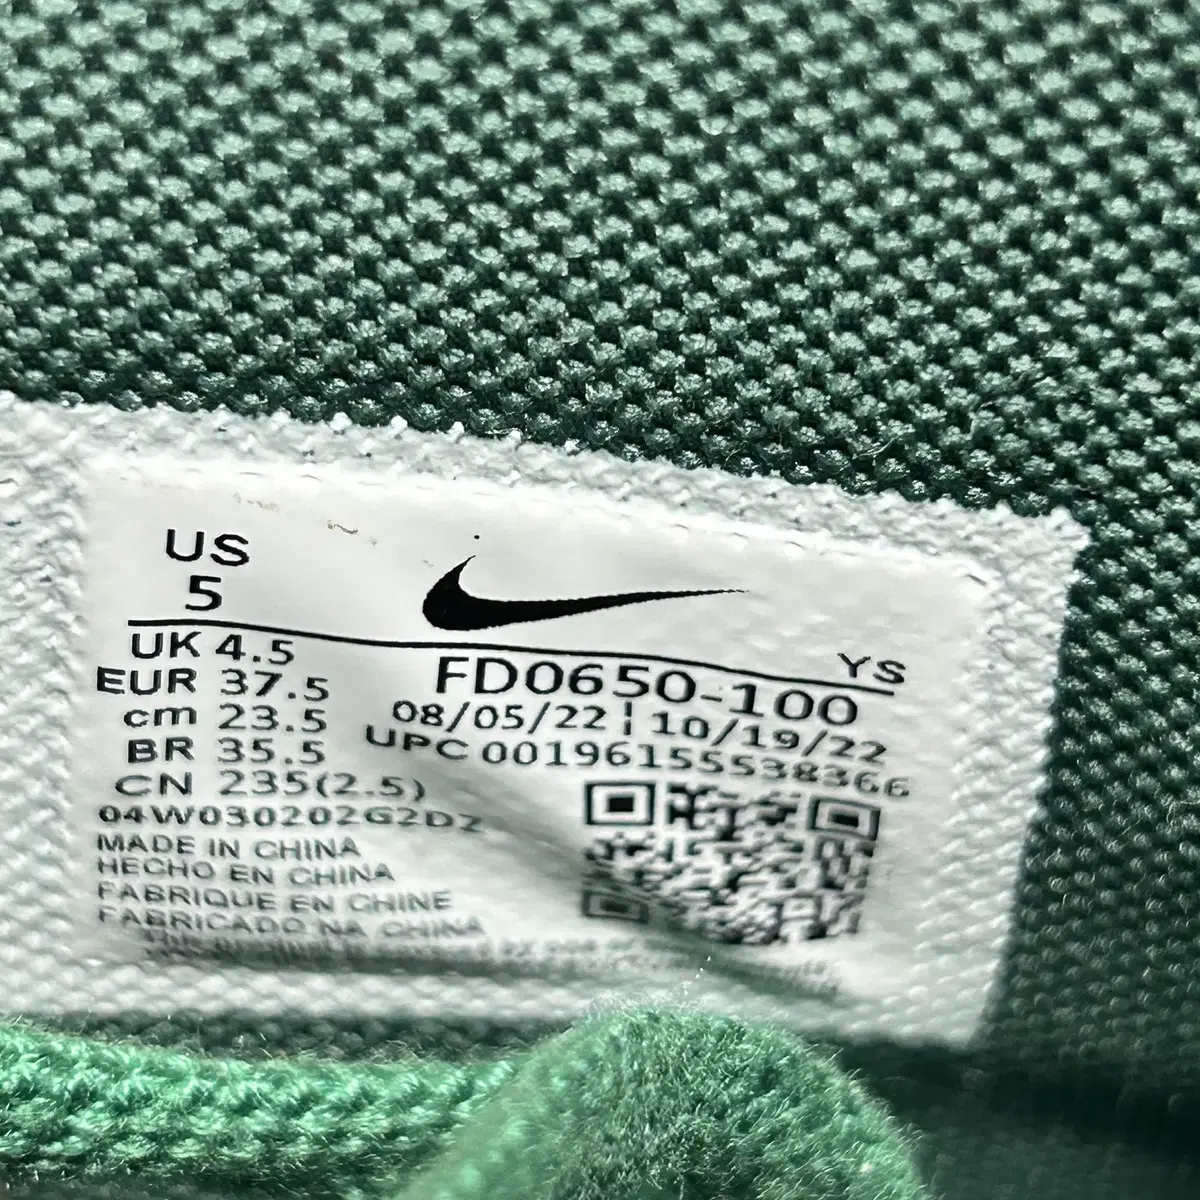 US
5
UK 4.5
EUR 37.5
cm 23.5
BR 35.5
CN 235(2.5)
04W030202G2DZ
MADE IN CHINA
HECHO EN CHINA
FABRIQUE EN CHINE
FABRICADO NA CHINA
YS
FD0650-100
08/05/22 | 10/19/22
UPC 00196155538366